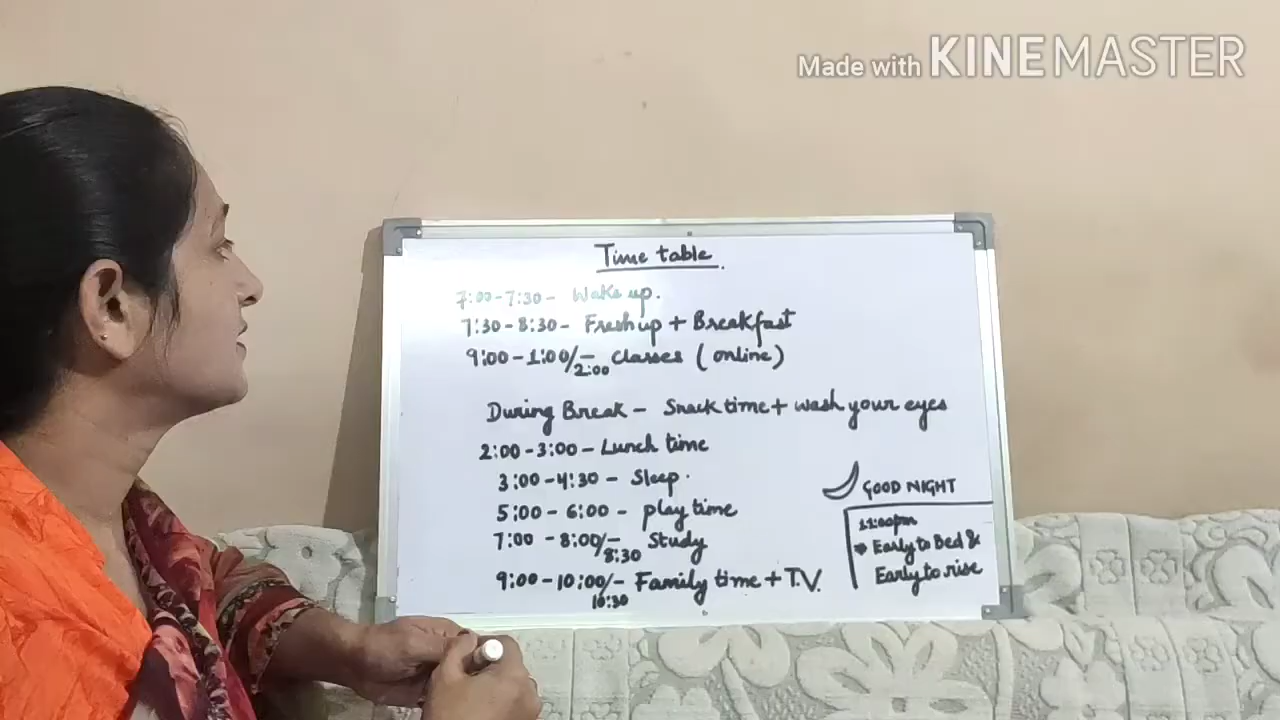 Made with KINEMASTER
Time table.
7:00-7:30- Wake up.
7:30-8:30- Fresh up + Breakfast
9:00-1:00/- Classes (online)
2:00
During Break - Snack time + wash your eyes
2:00-3:00- Lunch time
3:00-4:30 - Sleep.
5:00 - 6:00 - play time
7:00 - 8:00/- Study
8:30
9:00-10:00/- Family time + T.V.
10:30
GOOD NIGHT
11:00pm
Early to Bed &
Early to rise